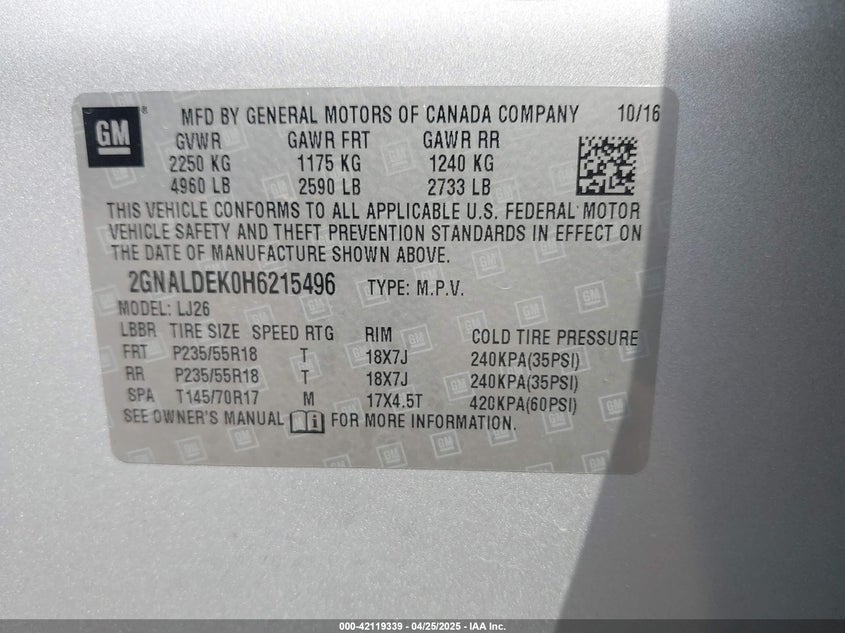 GM ® MFD BY GENERAL MOTORS OF CANADA COMPANY 10/16
GVWR GAWR FRT GAWR RR
2250 KG 1175 KG 1240 KG
4960 LB 2590 LB 2733 LB
THIS VEHICLE CONFORMS TO ALL APPLICABLE U.S. FEDERAL MOTOR
VEHICLE SAFETY AND THEFT PREVENTION STANDARDS IN EFFECT ON
THE DATE OF MANUFACTURE SHOWN ABOVE.
2GNALDEK0H6215496 TYPE: M.P.V.
MODEL: LJ26
LBBR TIRE SIZE SPEED RTG RIM COLD TIRE PRESSURE
FRT P235/55R18 T 18X7J 240KPA(35PSI)
RR P235/55R18 T 18X7J 240KPA(35PSI)
SPA T145/70R17 M 17X4.5T 420KPA(60PSI)
SEE OWNER'S MANUAL FOR MORE INFORMATION.
000-42119339 - 04/25/2025 - IAA Inc.